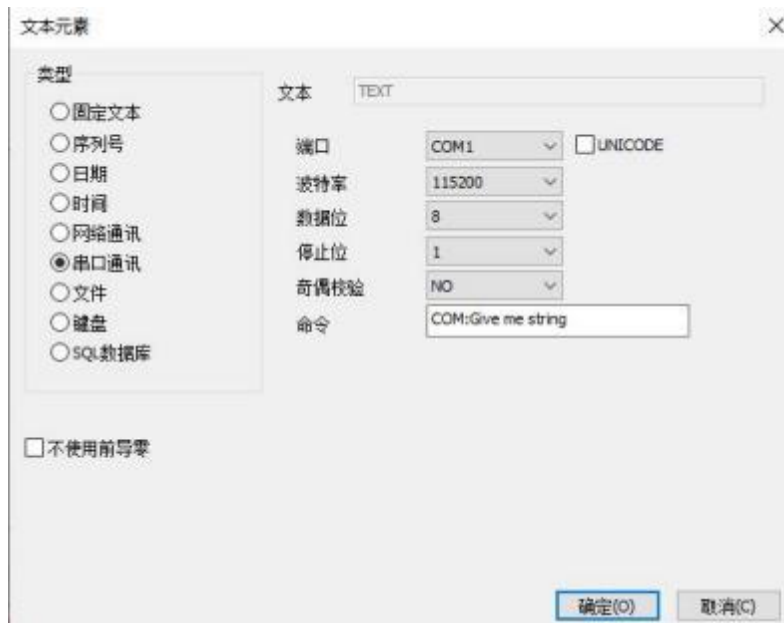 文本元素
类型
固定文本
序列号
日期
时间
网络通讯
串口通讯
文件
键盘
SQL数据库
文本 TEXT
端口 COM1 UNICODE
波特率 115200
数据位 8
停止位 1
奇偶校验 NO
命令 COM:Give me string
不使用前导零
确定(O) 取消(C)